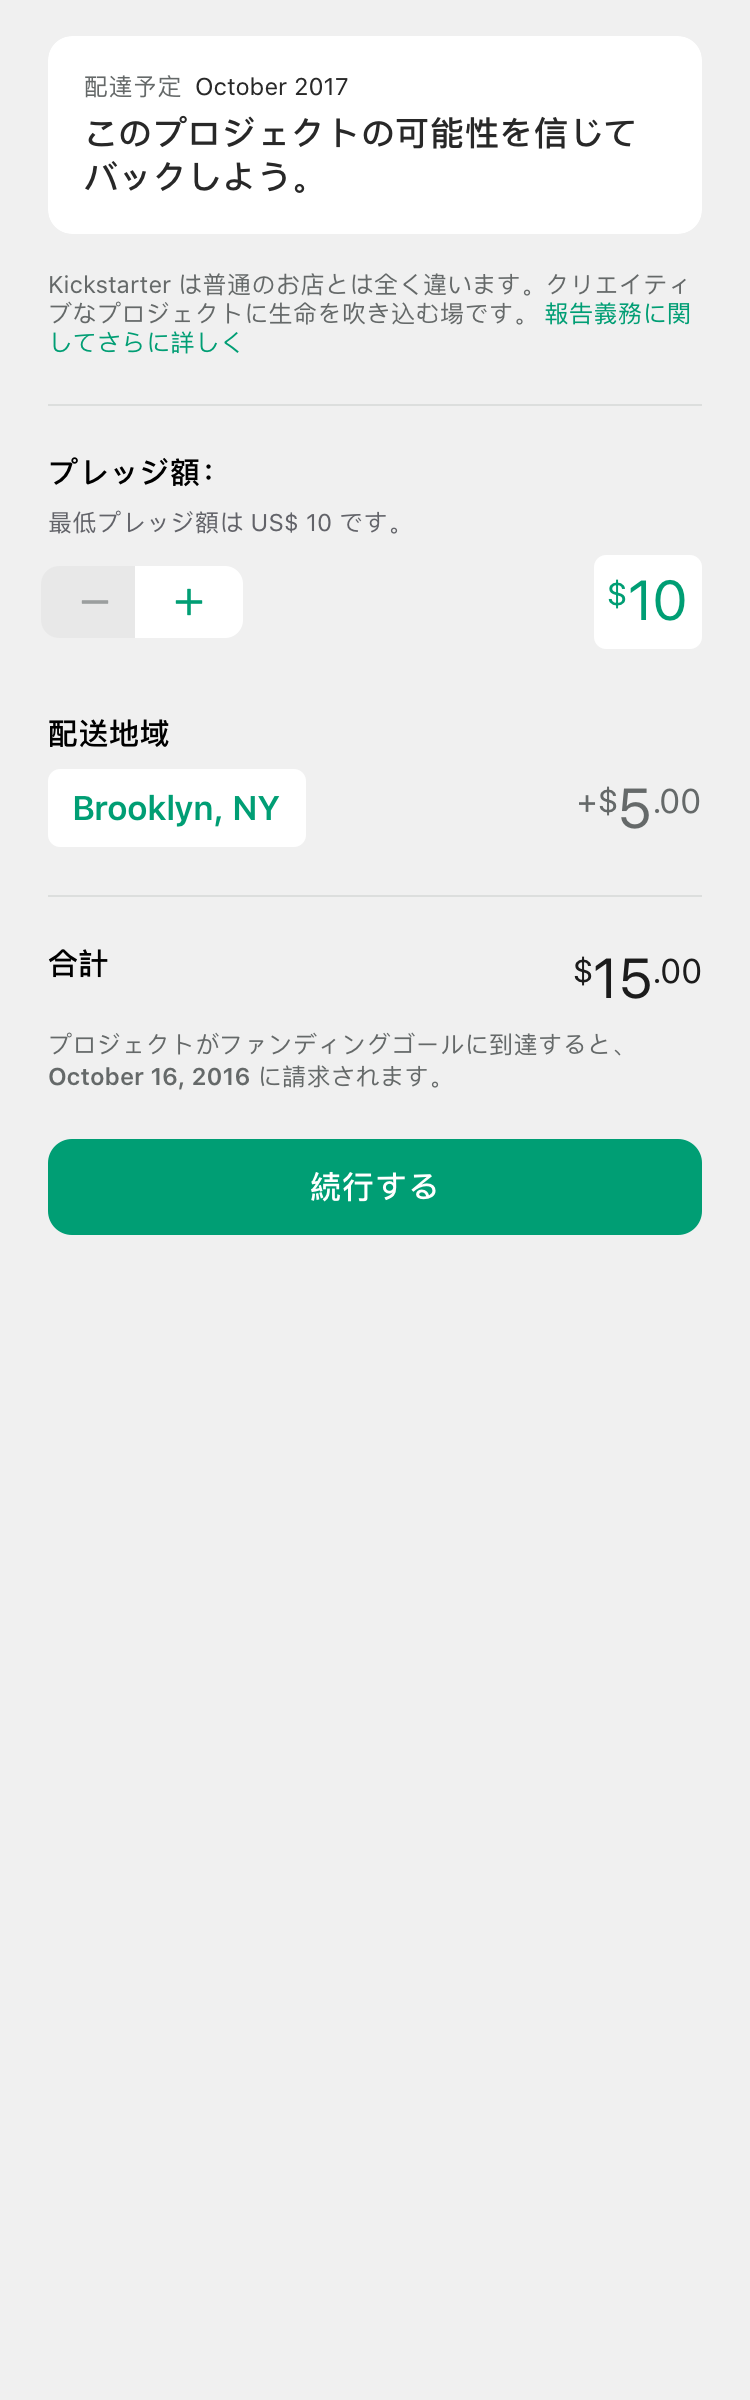 配達予定 October 2017
このプロジェクトの可能性を信じて
バックしよう。
Kickstarter は普通のお店とは全く違います。クリエイティ
ブなプロジェクトに生命を吹き込む場です。 報告義務に関
してさらに詳しく
プレッジ額：
最低プレッジ額は US$ 10 です。
− + $10
配送地域
Brooklyn, NY +$5.00
合計 $15.00
プロジェクトがファンディングゴールに到達すると、
October 16, 2016 に請求されます。
続行する